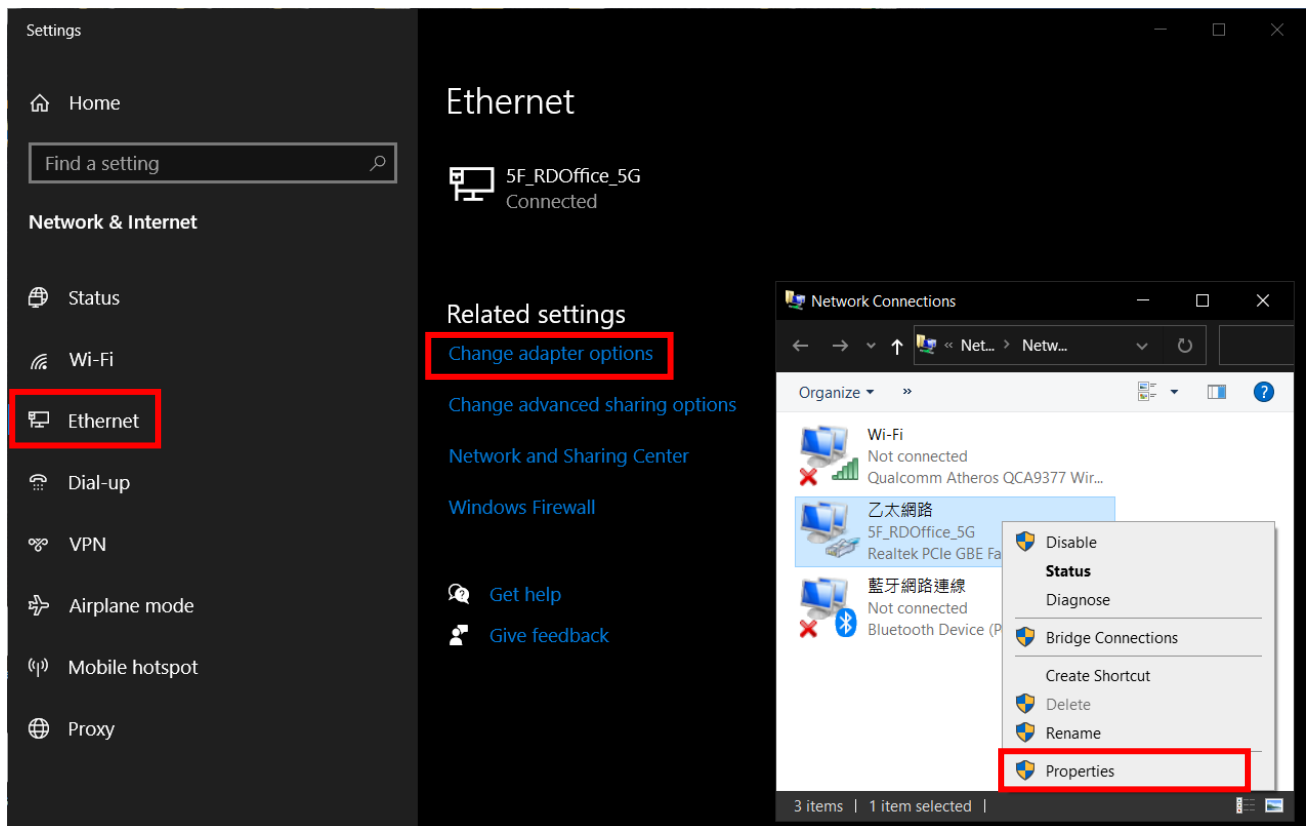 Settings
Home
Find a setting
Network & Internet
Status
Wi-Fi
Ethernet
Dial-up
VPN
Airplane mode
Mobile hotspot
Proxy
Ethernet
5F_RDOffice_5G
Connected
Related settings
Change adapter options
Change advanced sharing options
Network and Sharing Center
Windows Firewall
Get help
Give feedback
Network Connections
« Net... > Netw...
Organize »
?
Wi-Fi
Not connected
Qualcomm Atheros QCA9377 Wir...
乙太網路
5F_RDOffice_5G
Realtek PCIe GBE Fa
藍牙網路連線
Not connected
Bluetooth Device (P
Disable
Status
Diagnose
Bridge Connections
Create Shortcut
Delete
Rename
Properties
3 items | 1 item selected |